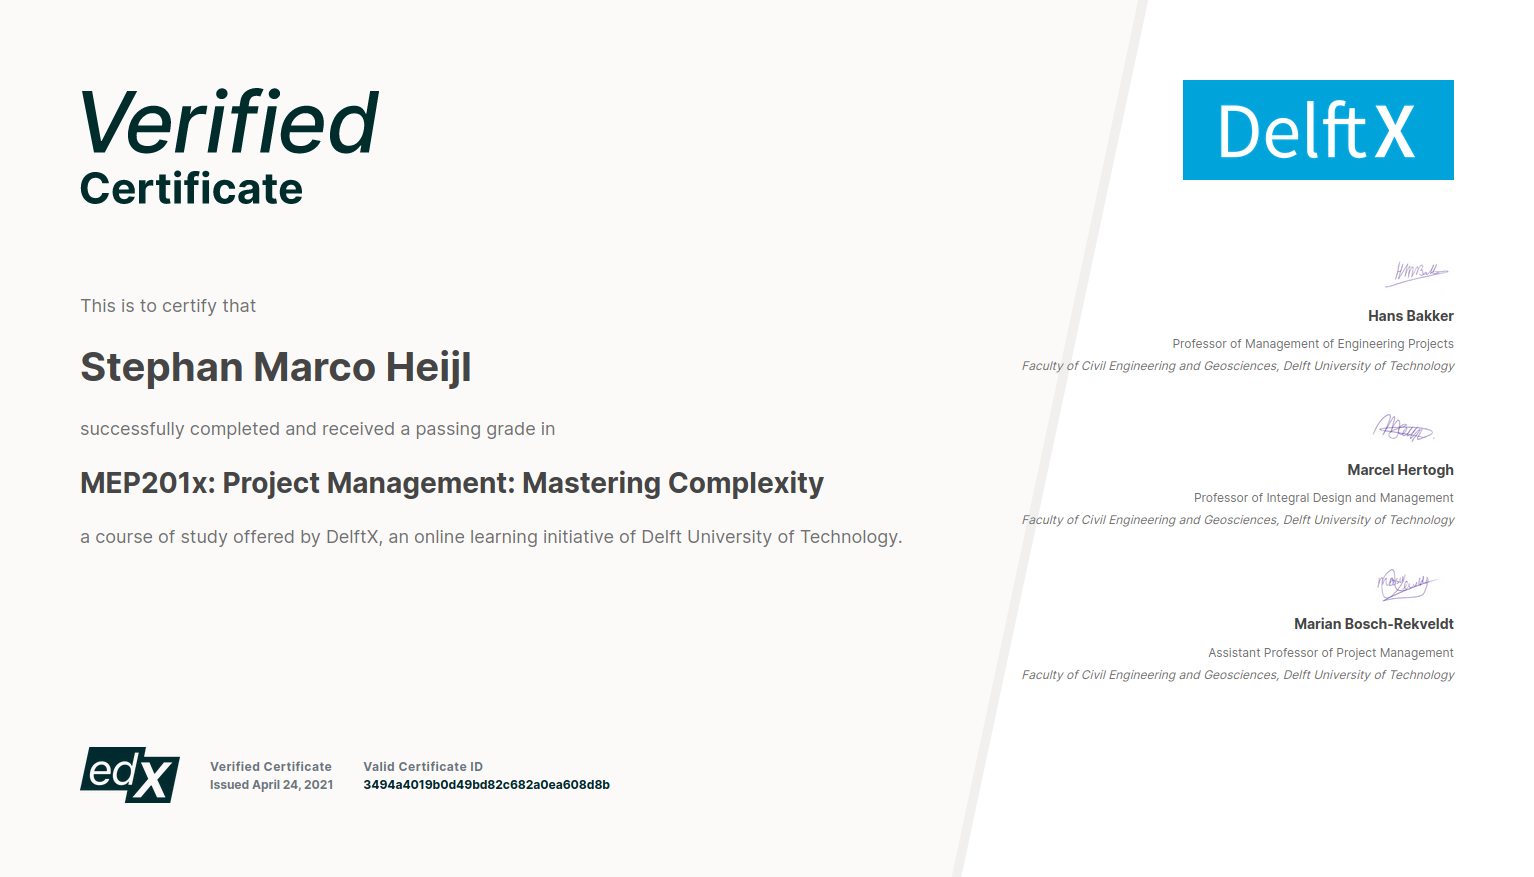 Verified
Certificate
This is to certify that
Stephan Marco Heijl
successfully completed and received a passing grade in
MEP201x: Project Management: Mastering Complexity
a course of study offered by DelftX, an online learning initiative of Delft University of Technology.
edX
Verified Certificate
Issued April 24, 2021
Valid Certificate ID
3494a4019b0d49bd82c682a0ea608d8b
DelftX
Hans Bakker
Professor of Management of Engineering Projects
Faculty of Civil Engineering and Geosciences, Delft University of Technology
Marcel Hertogh
Professor of Integral Design and Management
Faculty of Civil Engineering and Geosciences, Delft University of Technology
Marian Bosch-Rekveldt
Assistant Professor of Project Management
Faculty of Civil Engineering and Geosciences, Delft University of Technology